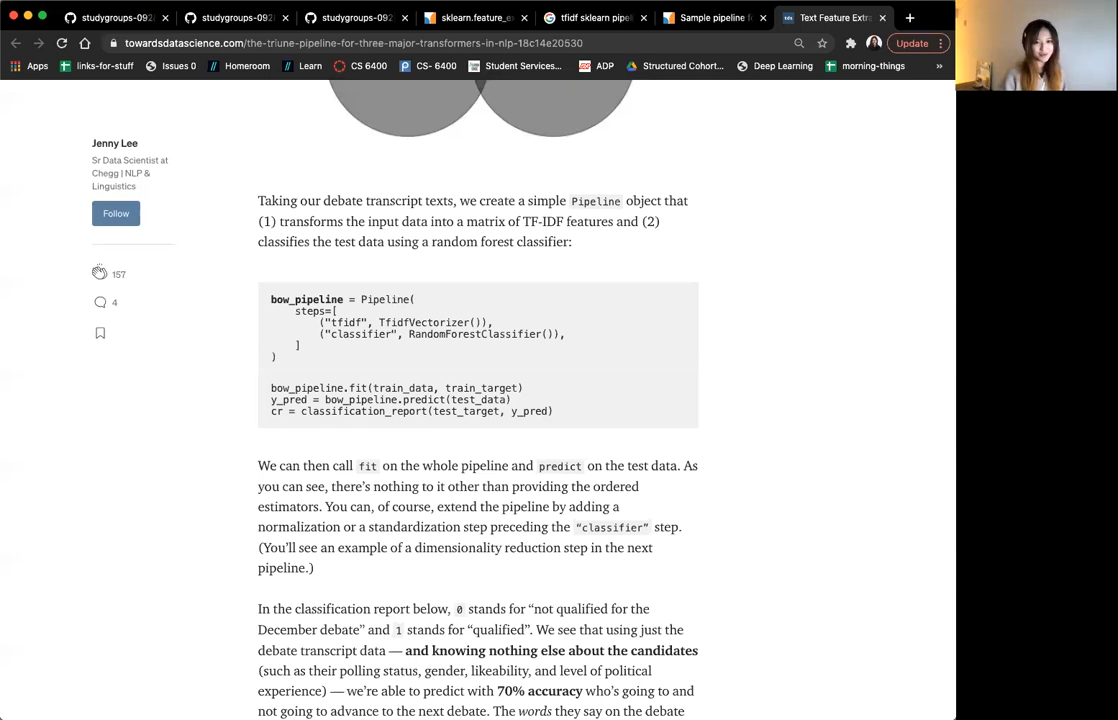 studygroups-092
studygroups-092
studygroups-092
sklearn.feature_e
tfidf sklearn pipel
Sample pipeline f
tds
Text Feature Extr
towardsdatascience.com/the-triune-pipeline-for-three-major-transformers-in-nlp-18c14e20530
Update
Apps
links-for-stuff
Issues 0
Homeroom
Learn
CS 6400
CS- 6400
Student Services...
ADP
Structured Cohort...
Deep Learning
morning-things
»
Jenny Lee
Sr Data Scientist at
Chegg | NLP &
Linguistics
Follow
157
4
Taking our debate transcript texts, we create a simple Pipeline object that
(1) transforms the input data into a matrix of TF-IDF features and (2)
classifies the test data using a random forest classifier:
bow_pipeline = Pipeline(
steps=[
("tfidf", TfidfVectorizer()),
("classifier", RandomForestClassifier()),
]
)
bow_pipeline.fit(train_data, train_target)
y_pred = bow_pipeline.predict(test_data)
cr = classification_report(test_target, y_pred)
We can then call fit on the whole pipeline and predict on the test data. As
you can see, there’s nothing to it other than providing the ordered
estimators. You can, of course, extend the pipeline by adding a
normalization or a standardization step preceding the “classifier” step.
(You’ll see an example of a dimensionality reduction step in the next
pipeline.)
In the classification report below, 0 stands for “not qualified for the
December debate” and 1 stands for “qualified”. We see that using just the
debate transcript data — and knowing nothing else about the candidates
(such as their polling status, gender, likeability, and level of political
experience) — we’re able to predict with 70% accuracy who’s going to and
not going to advance to the next debate. The words they say on the debate